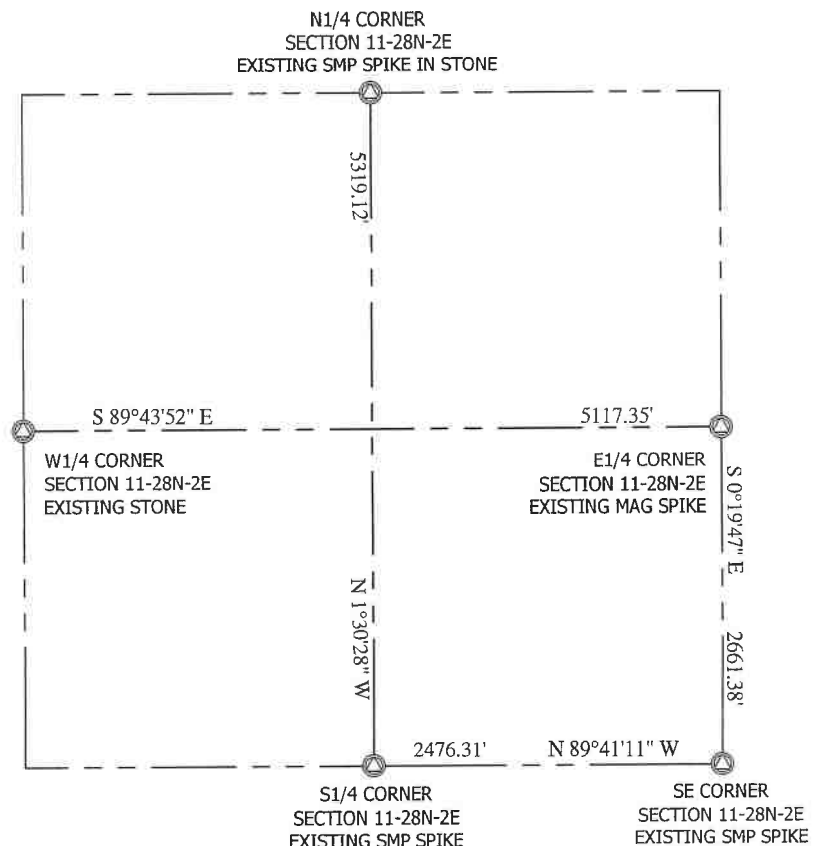 N1/4 CORNER
SECTION 11-28N-2E
EXISTING SMP SPIKE IN STONE
5319.12'
S 89°43'52" E
5117.35'
W1/4 CORNER
SECTION 11-28N-2E
EXISTING STONE
E1/4 CORNER
SECTION 11-28N-2E
EXISTING MAG SPIKE
S 0°19'47" E
N 1°30'28" W
2661.38'
2476.31'
N 89°41'11" W
S1/4 CORNER
SECTION 11-28N-2E
EXISTING SMP SPIKE
SE CORNER
SECTION 11-28N-2E
EXISTING SMP SPIKE